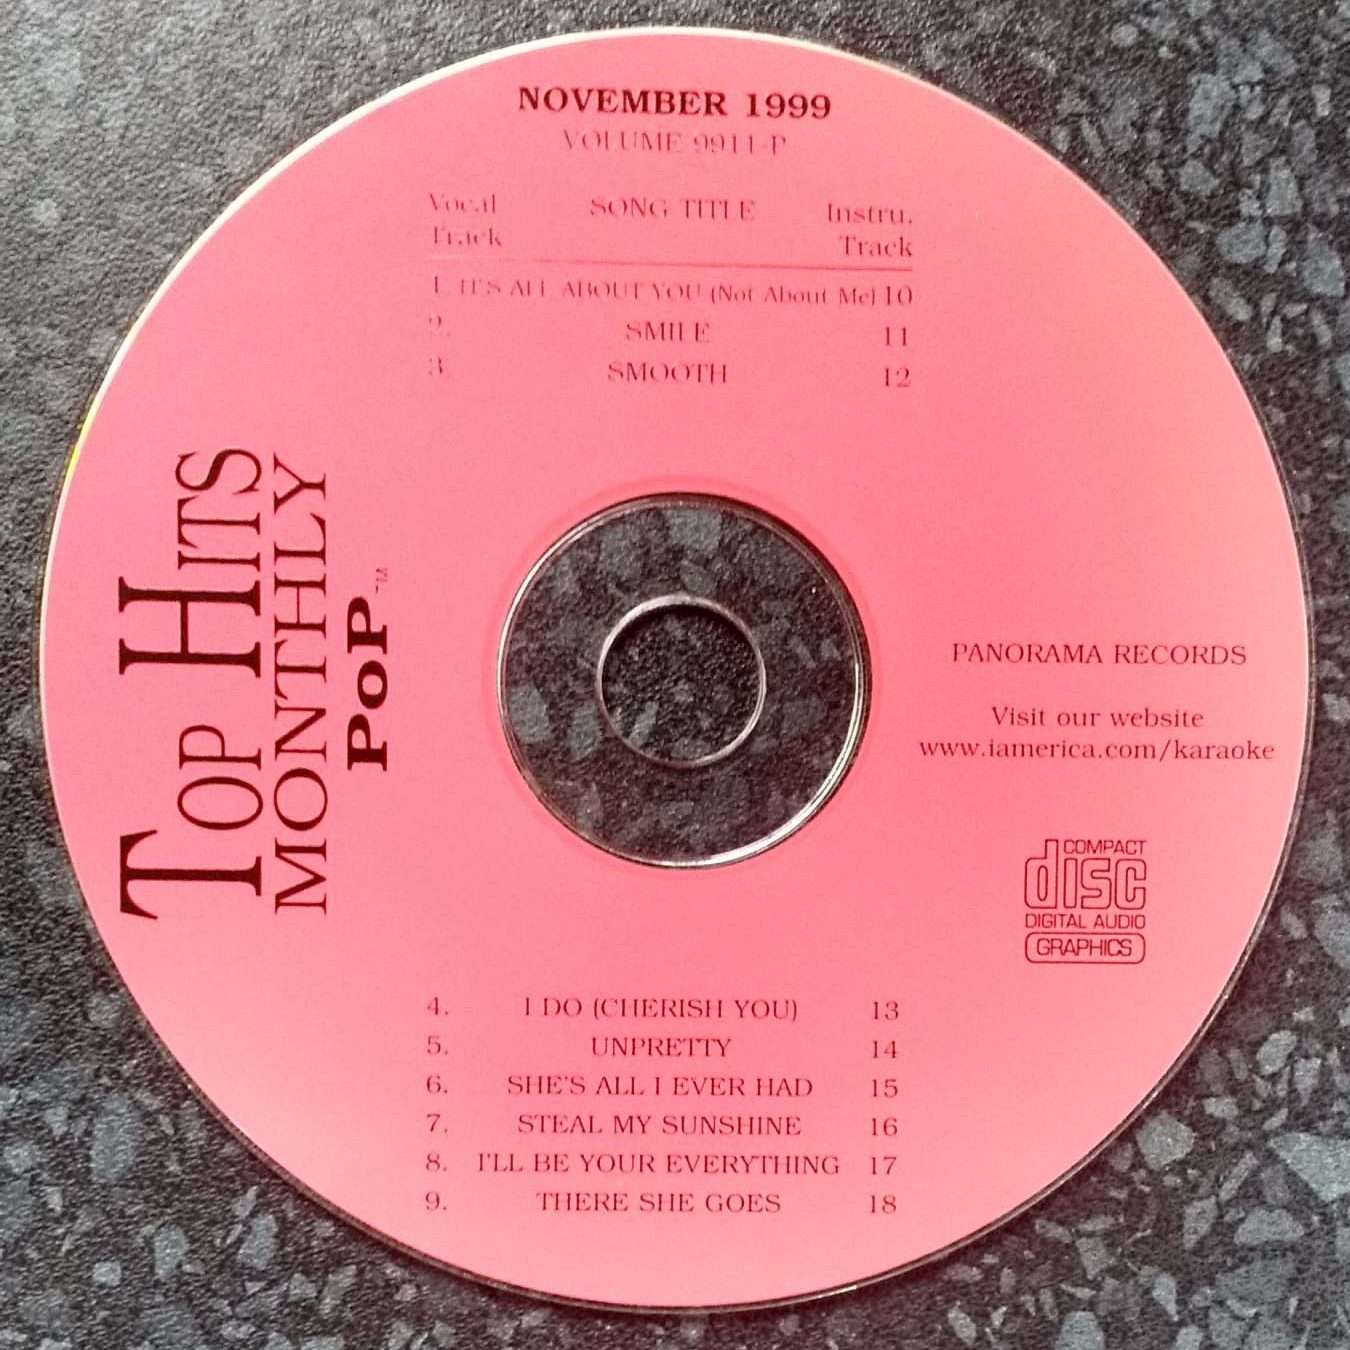 NOVEMBER 1999
VOLUME 9911-P
Vocal Track SONG TITLE Instru. Track
1. IT'S ALL ABOUT YOU (Not About Me) 10
2. SMILE 11
3. SMOOTH 12
TOP HITS
MONTHLY
POP™
PANORAMA RECORDS
Visit our website
www.iamerica.com/karaoke
COMPACT
disc
DIGITAL AUDIO
GRAPHICS
4. I DO (CHERISH YOU) 13
5. UNPRETTY 14
6. SHE'S ALL I EVER HAD 15
7. STEAL MY SUNSHINE 16
8. I'LL BE YOUR EVERYTHING 17
9. THERE SHE GOES 18